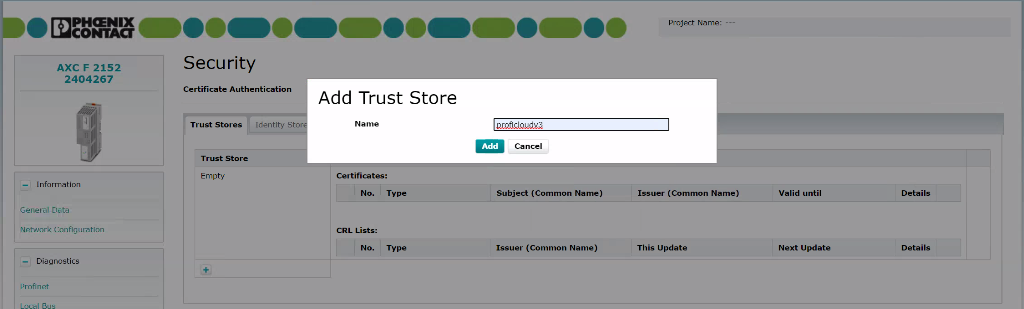 PHŒNIX
CONTACT
Project Name: ---
AXC F 2152
2404267
Security
Certificate Authentication
Add Trust Store
Name
proficloudv3
Add Cancel
Trust Stores Identity Store
Trust Store
Empty
Certificates:
No. Type Subject (Common Name) Issuer (Common Name) Valid until Details
CRL Lists:
No. Type Issuer (Common Name) This Update Next Update Details
+
− Information
General Data
Network Configuration
− Diagnostics
Profinet
Local Bus